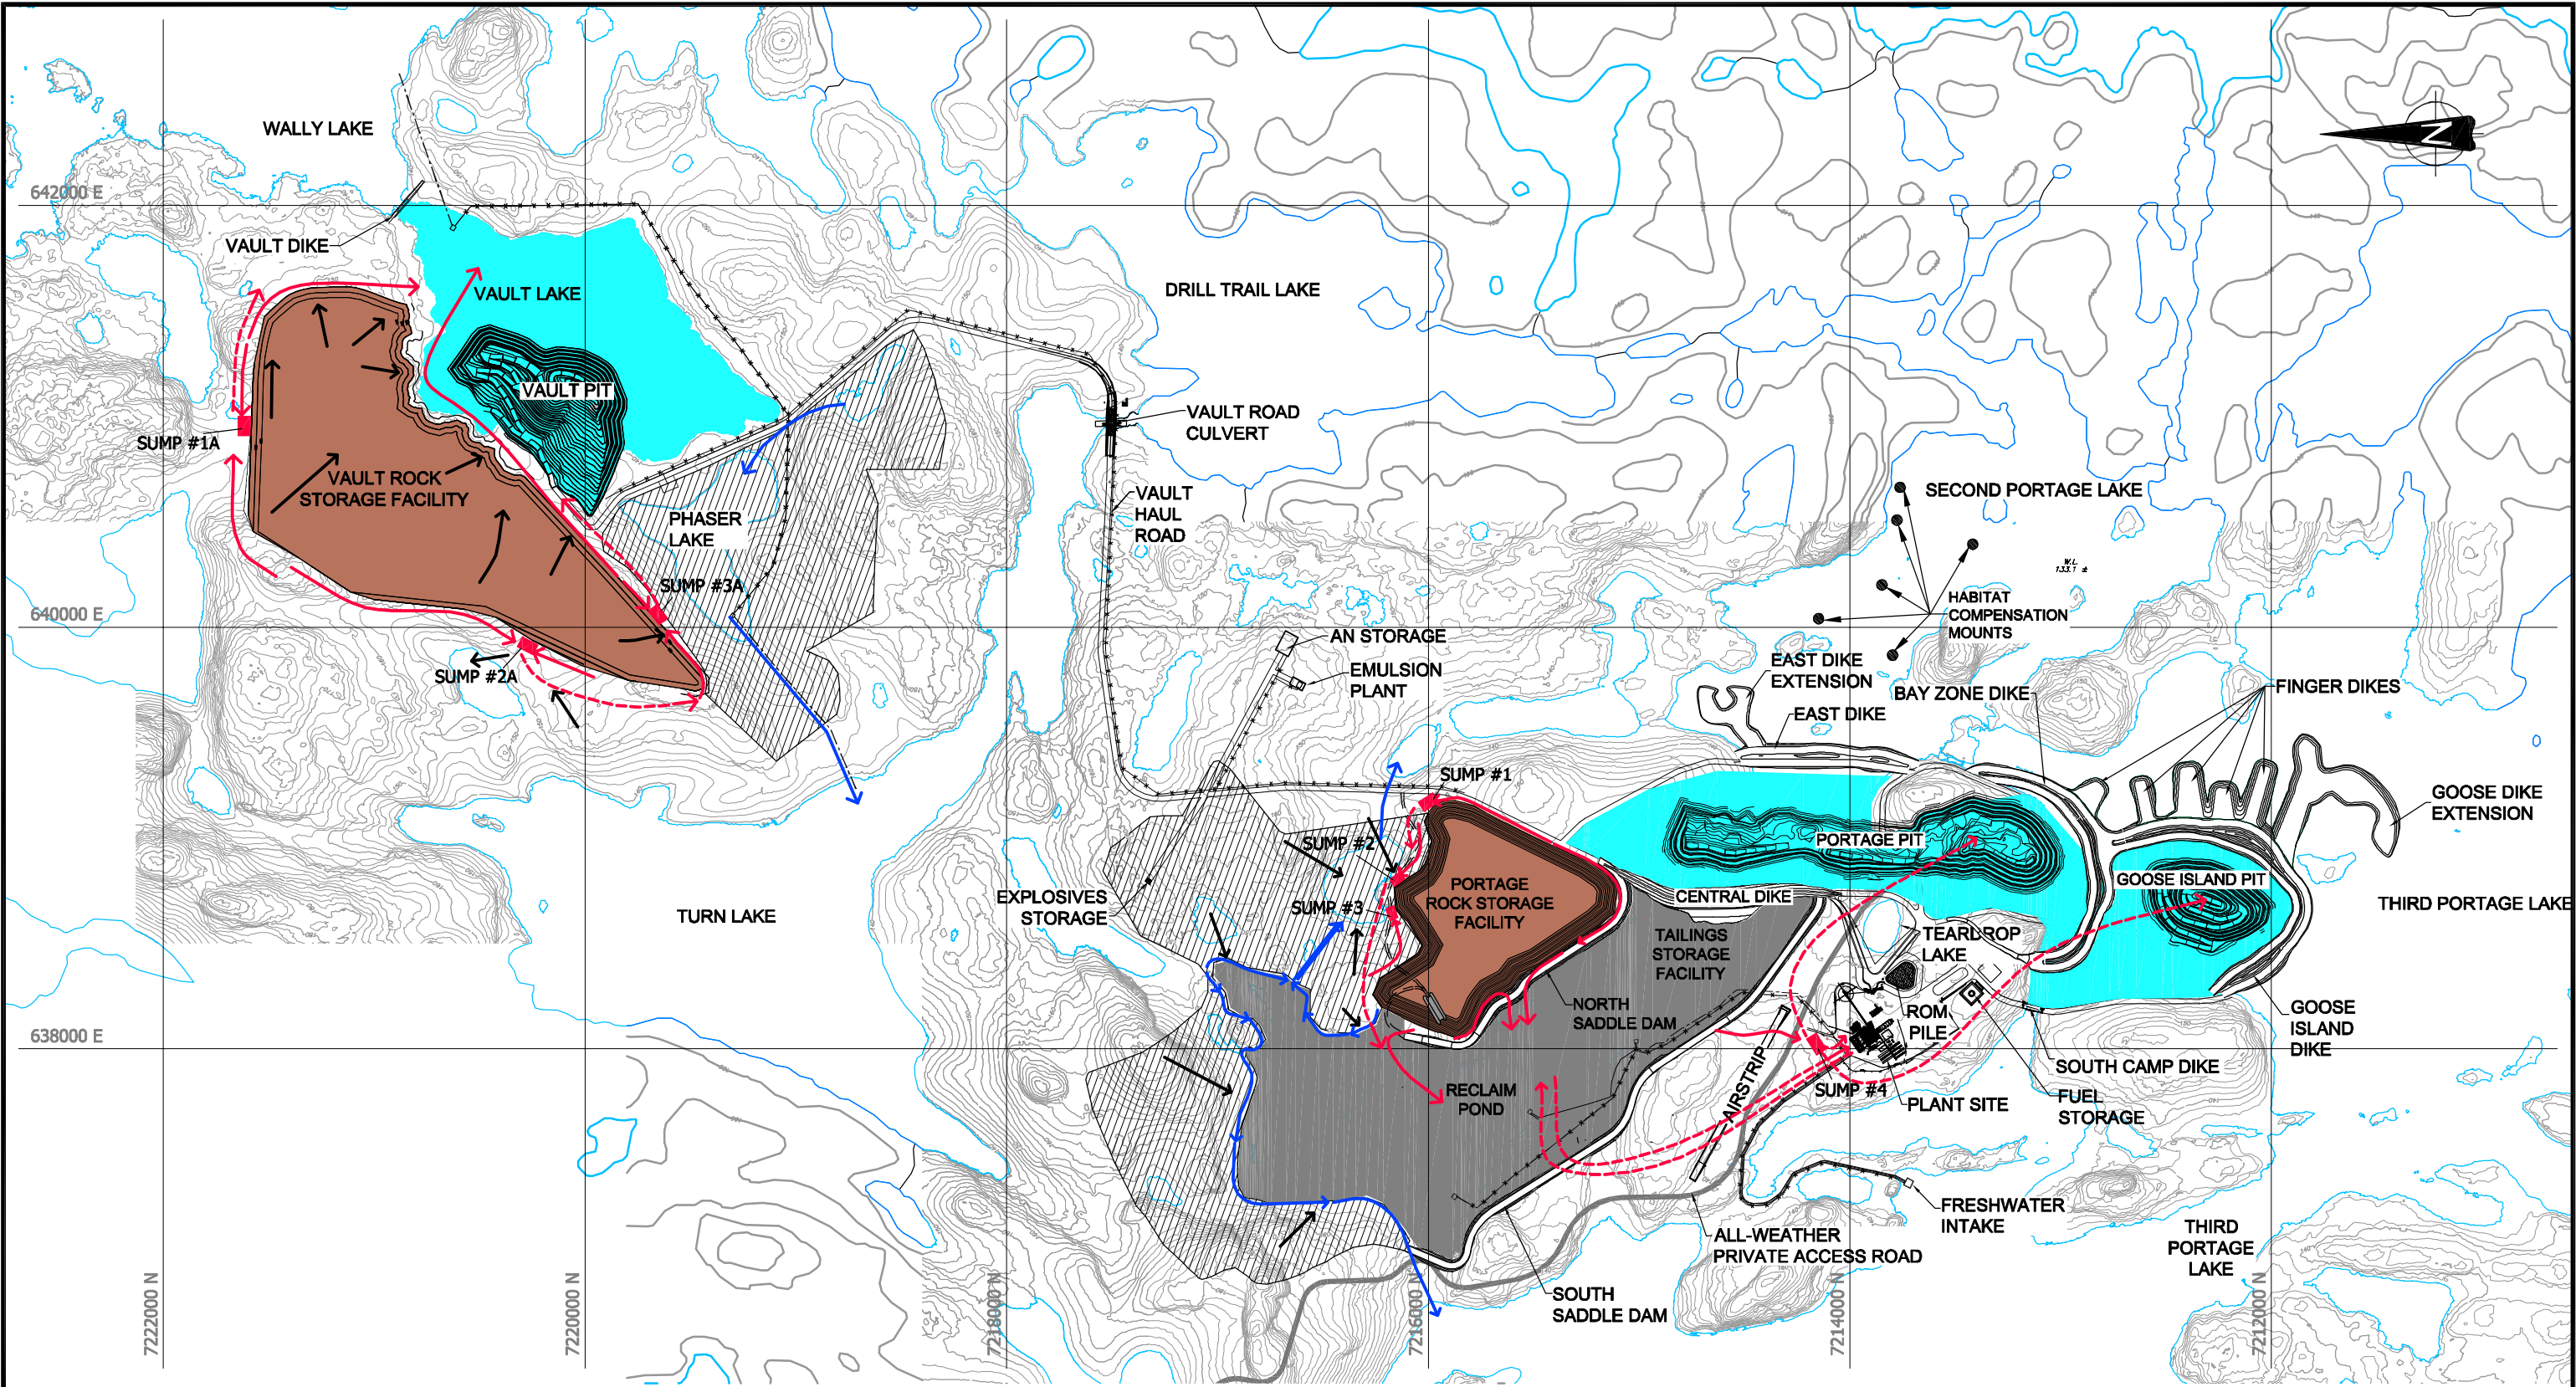 WALLY LAKE
N
642000 E
VAULT DIKE
VAULT LAKE
DRILL TRAIL LAKE
VAULT PIT
VAULT ROAD
CULVERT
SUMP #1A
VAULT ROCK
STORAGE FACILITY
PHASER
LAKE
VAULT
HAUL
ROAD
SECOND PORTAGE LAKE
W.L.
133.1 ±
SUMP #3A
640000 E
HABITAT
COMPENSATION
MOUNTS
AN STORAGE
EMULSION
PLANT
SUMP #2A
EAST DIKE
EXTENSION
BAY ZONE DIKE
FINGER DIKES
EAST DIKE
SUMP #1
GOOSE DIKE
EXTENSION
SUMP #2
PORTAGE PIT
PORTAGE
ROCK STORAGE
FACILITY
GOOSE ISLAND PIT
EXPLOSIVES
STORAGE
CENTRAL DIKE
THIRD PORTAGE LAKE
TURN LAKE
SUMP #3
TAILINGS
STORAGE
FACILITY
TEARDROP
LAKE
NORTH
SADDLE DAM
ROM
PILE
GOOSE
ISLAND
DIKE
638000 E
SOUTH CAMP DIKE
RECLAIM
POND
AIRSTRIP
SUMP #4
PLANT SITE
FUEL
STORAGE
FRESHWATER
INTAKE
ALL-WEATHER
PRIVATE ACCESS ROAD
THIRD
PORTAGE
LAKE
SOUTH
SADDLE DAM
7222000 N
7220000 N
7218000 N
7216000 N
7214000 N
7212000 N